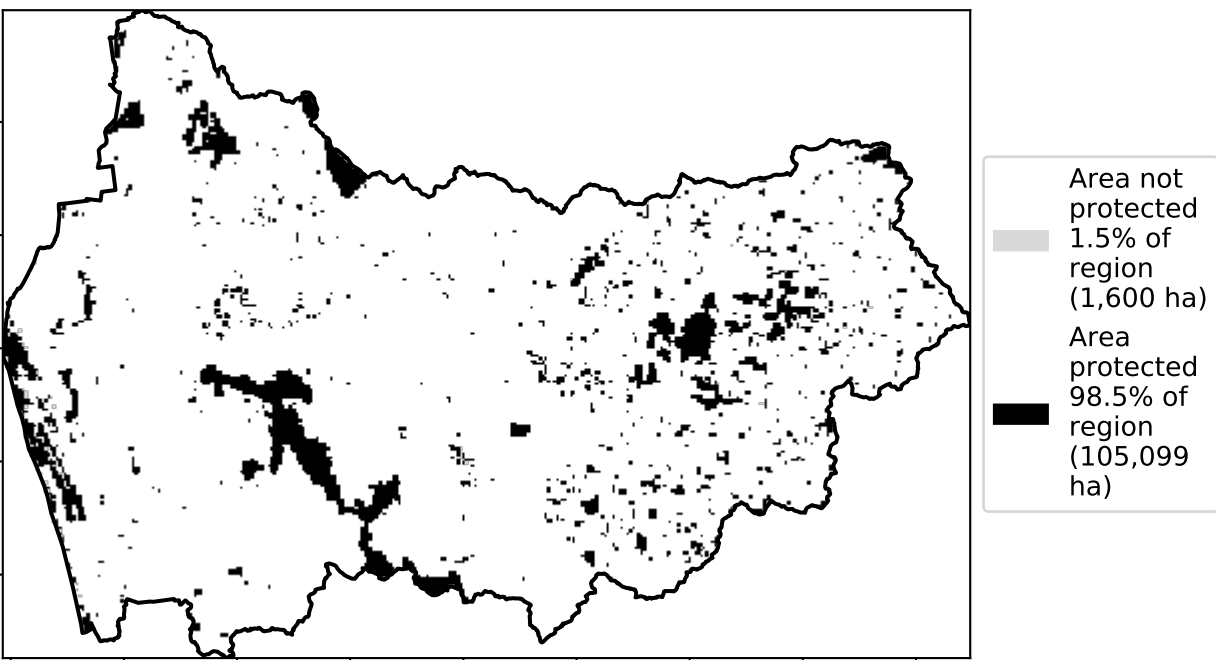 Area not
protected
1.5% of
region
(1,600 ha)
Area
protected
98.5% of
region
(105,099
ha)